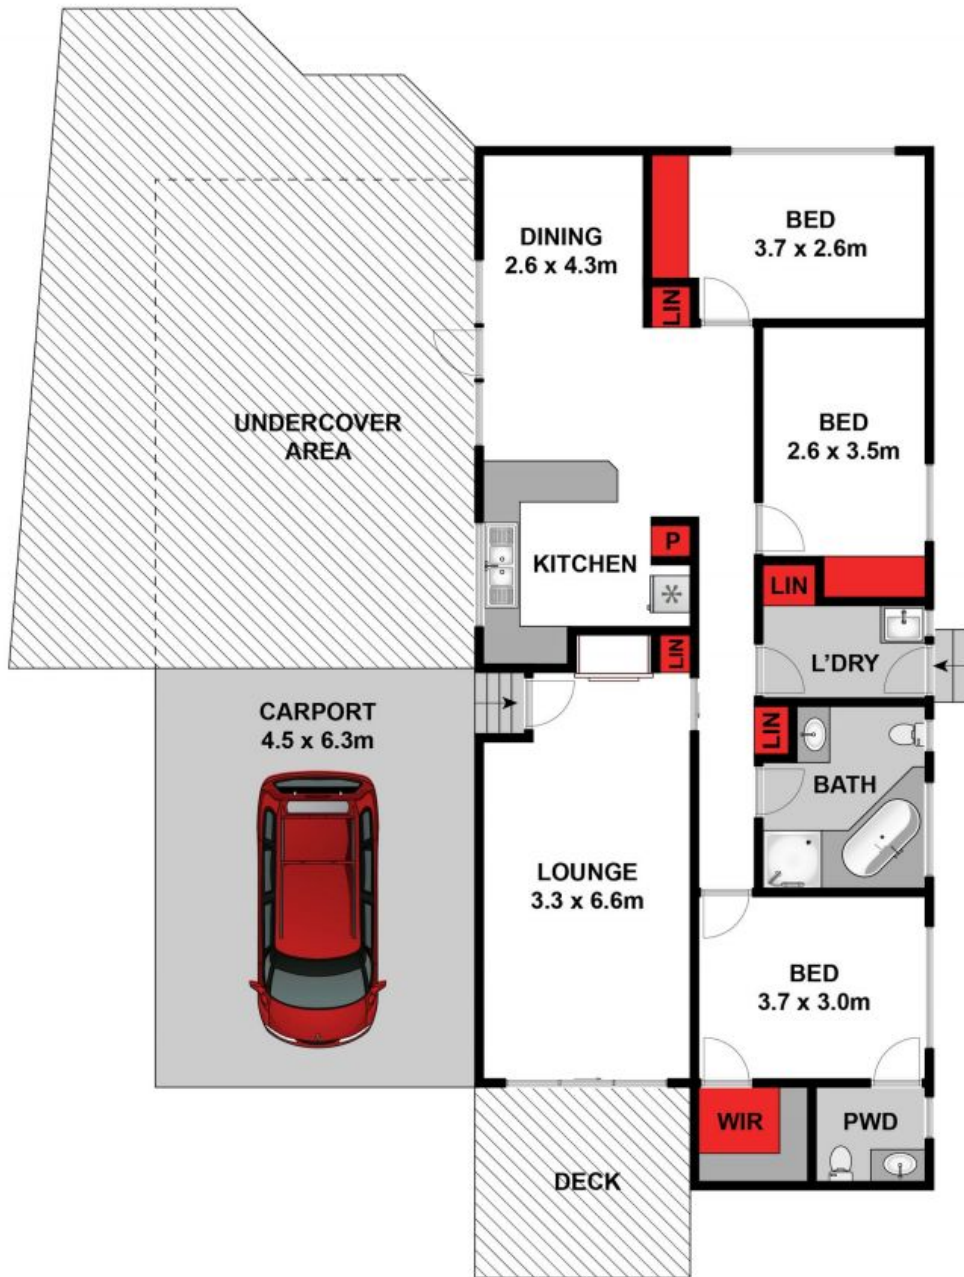 DINING
2.6 x 4.3m
BED
3.7 x 2.6m
LIN
UNDERCOVER
AREA
BED
2.6 x 3.5m
P
KITCHEN
LIN
LIN
L'DRY
CARPORT
4.5 x 6.3m
LIN
BATH
LOUNGE
3.3 x 6.6m
BED
3.7 x 3.0m
WIR
PWD
DECK